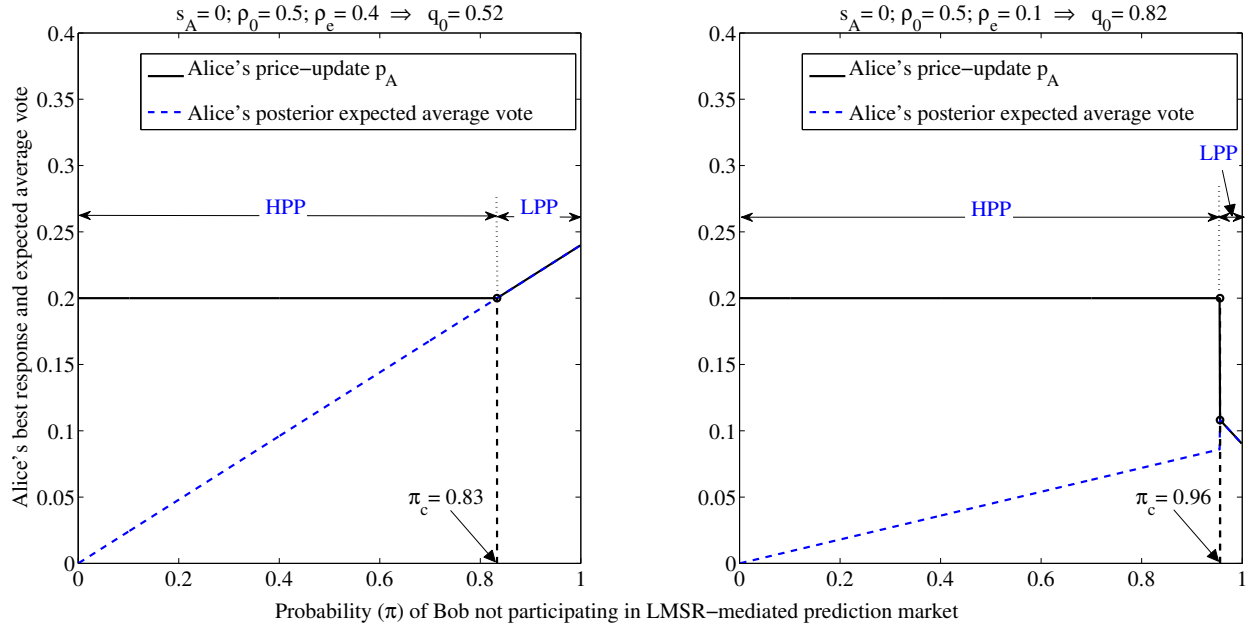 s_A = 0; ρ_0 = 0.5; ρ_e = 0.4 ⇒ q_0 = 0.52
Alice's price−update p_A
Alice's posterior expected average vote
HPP
LPP
π_c = 0.83
0.4
0.35
0.3
0.25
0.2
0.15
0.1
0.05
0
0
0.2
0.4
0.6
0.8
1
Alice's best response and expected average vote
s_A = 0; ρ_0 = 0.5; ρ_e = 0.1 ⇒ q_0 = 0.82
Alice's price−update p_A
Alice's posterior expected average vote
LPP
HPP
π_c = 0.96
0.4
0.35
0.3
0.25
0.2
0.15
0.1
0.05
0
0
0.2
0.4
0.6
0.8
1
Probability (π) of Bob not participating in LMSR−mediated prediction market